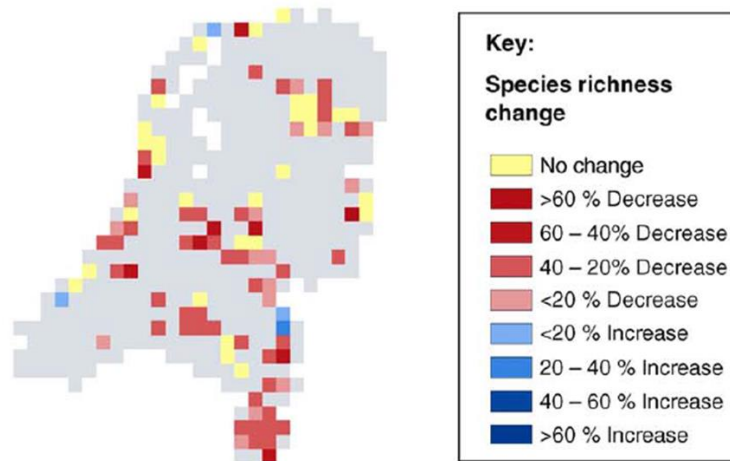 Key:
Species richness
change
No change
>60 % Decrease
60 – 40% Decrease
40 – 20% Decrease
<20 % Decrease
<20 % Increase
20 – 40 % Increase
40 – 60 % Increase
>60 % Increase